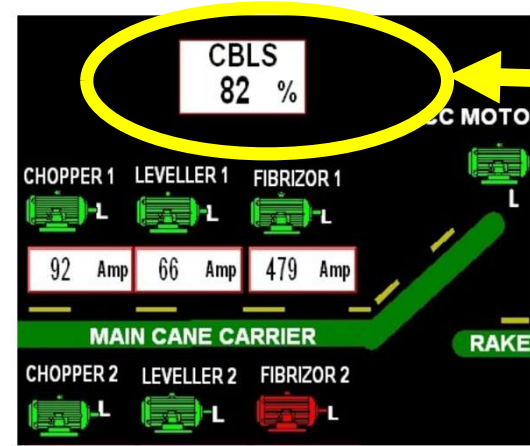 CBLS
82 %
CC MOTO
L
CHOPPER 1 LEVELLER 1 FIBRIZOR 1
L L L
92 Amp 66 Amp 479 Amp
MAIN CANE CARRIER
RAKE
CHOPPER 2 LEVELLER 2 FIBRIZOR 2
L L L